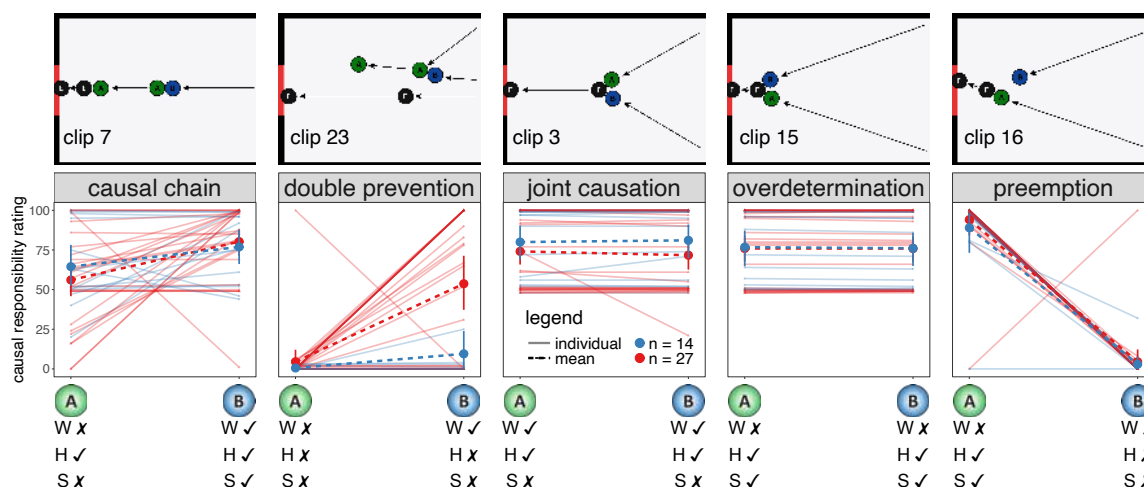 clip 7
clip 23
clip 3
clip 15
clip 16
causal chain
double prevention
joint causation
overdetermination
preemption
causal responsibility rating
100
75
50
25
0
legend
individual
mean
n = 14
n = 27
A B A B A B A B A B
W ✗ W ✓ W ✗ W ✓ W ✓ W ✓ W ✗ W ✗ W ✗ W ✗
H ✓ H ✓ H ✗ H ✗ H ✓ H ✓ H ✓ H ✓ H ✓ H ✗
S ✗ S ✓ S ✗ S ✗ S ✗ S ✗ S ✓ S ✓ S ✓ S ✗